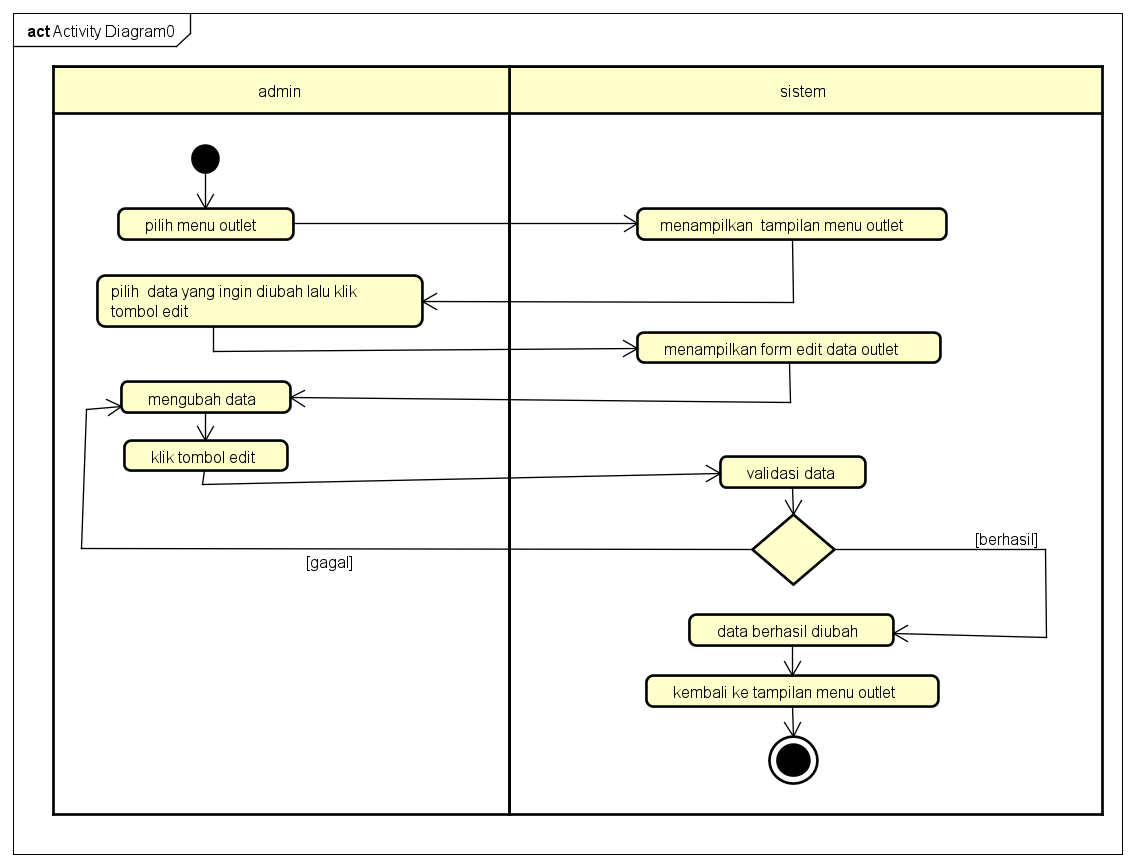 act Activity Diagram0
admin
sistem
pilih menu outlet
menampilkan tampilan menu outlet
pilih data yang ingin diubah lalu klik
tombol edit
menampilkan form edit data outlet
mengubah data
klik tombol edit
validasi data
[berhasil]
[gagal]
data berhasil diubah
kembali ke tampilan menu outlet